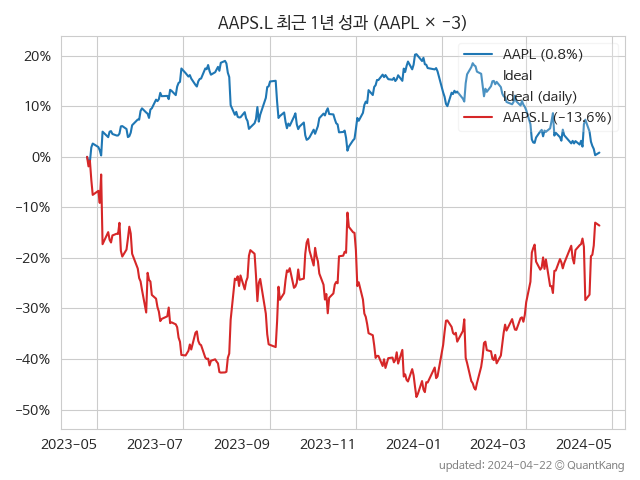 AAPS.L 최근 1년 성과 (AAPL × −3)
AAPL (0.8%)
Ideal
Ideal (daily)
AAPS.L (−13.6%)
20%
10%
0%
−10%
−20%
−30%
−40%
−50%
2023-05 2023-07 2023-09 2023-11 2024-01 2024-03 2024-05
updated: 2024-04-22 © QuantKang